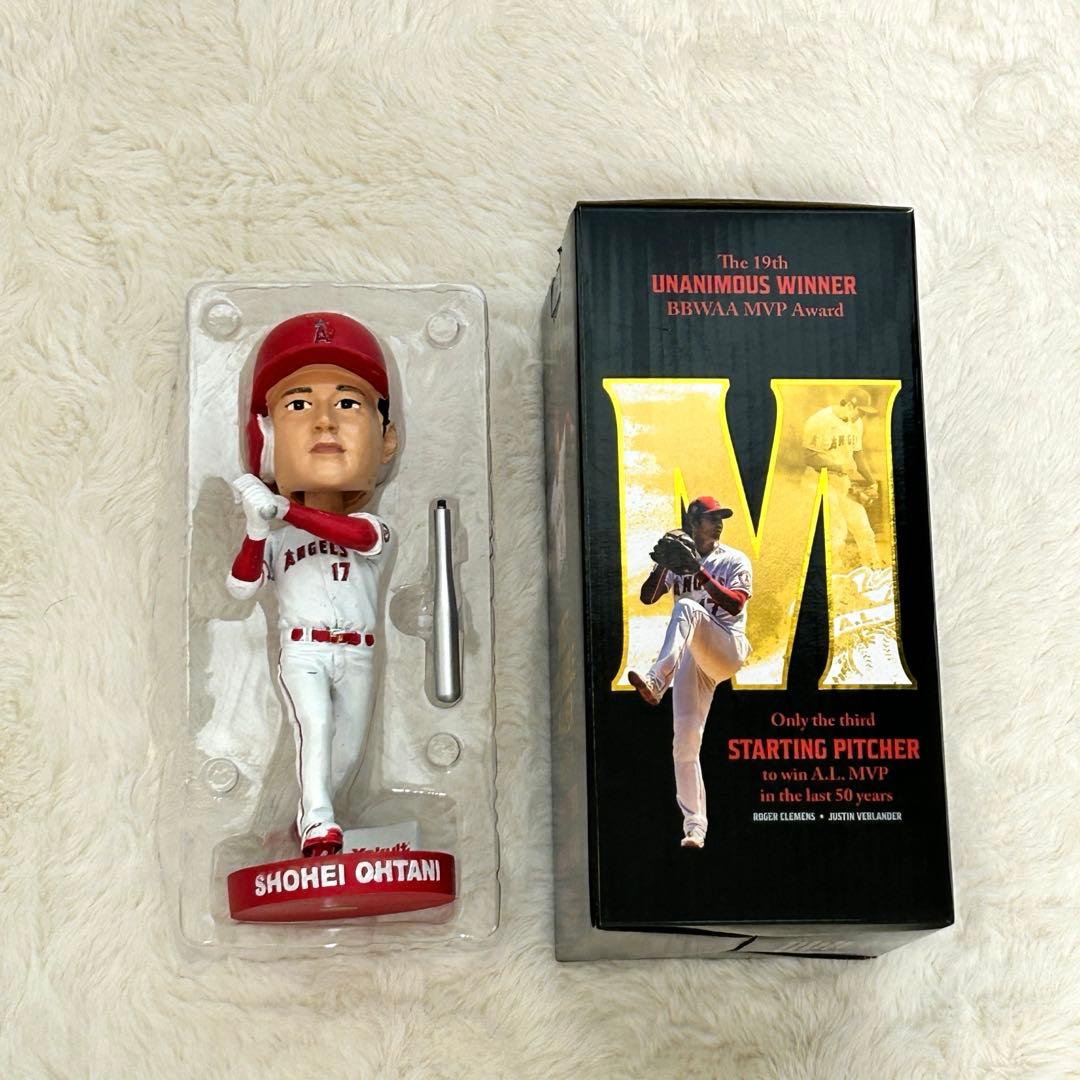 A
ANGELS
17
Yakult
SHOHEI OHTANI
The 19th
UNANIMOUS WINNER
BBWAA MVP Award
Only the third
STARTING PITCHER
to win A.L. MVP
in the last 50 years
ROGER CLEMENS • JUSTIN VERLANDER